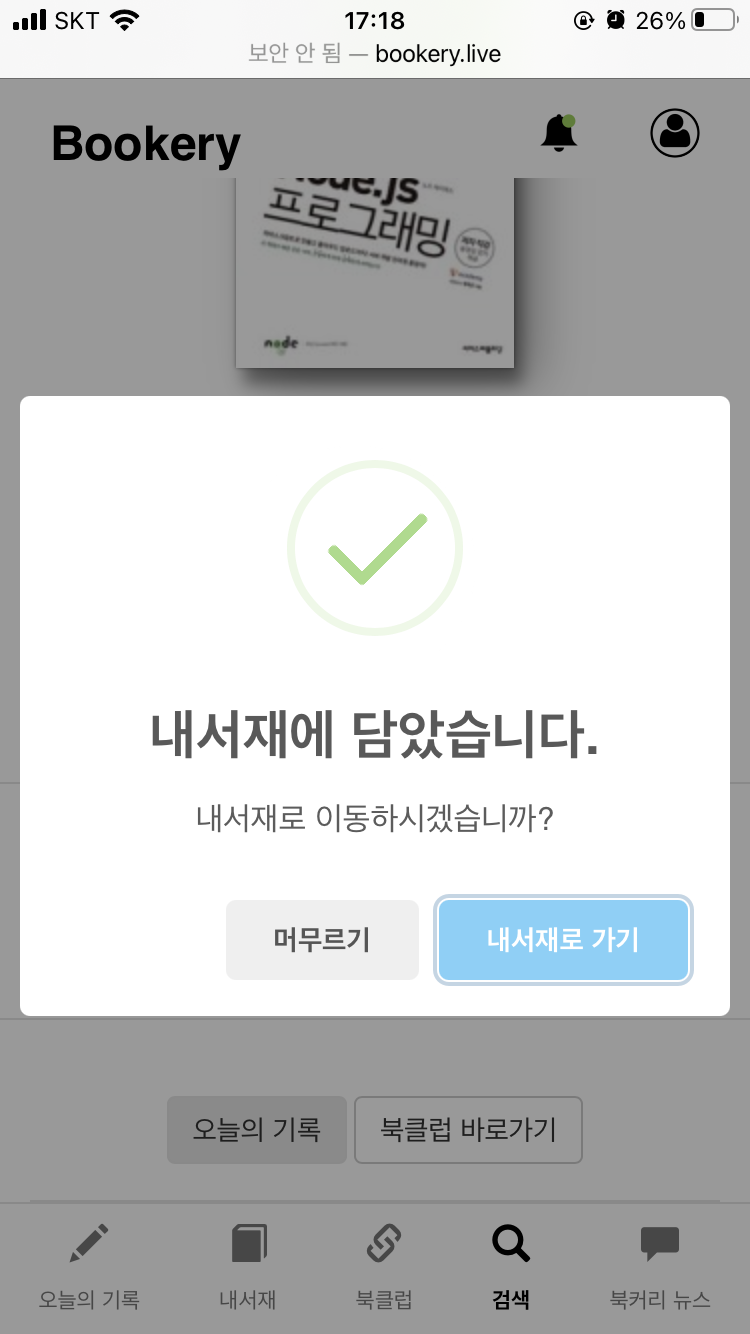 SKT 17:18 26%
보안 안 됨 — bookery.live
Bookery
Node.js
프로그래밍
node
내서재에 담았습니다.
내서재로 이동하시겠습니까?
머무르기 내서재로 가기
오늘의 기록 북클럽 바로가기
오늘의 기록 내서재 북클럽 검색 북커리 뉴스